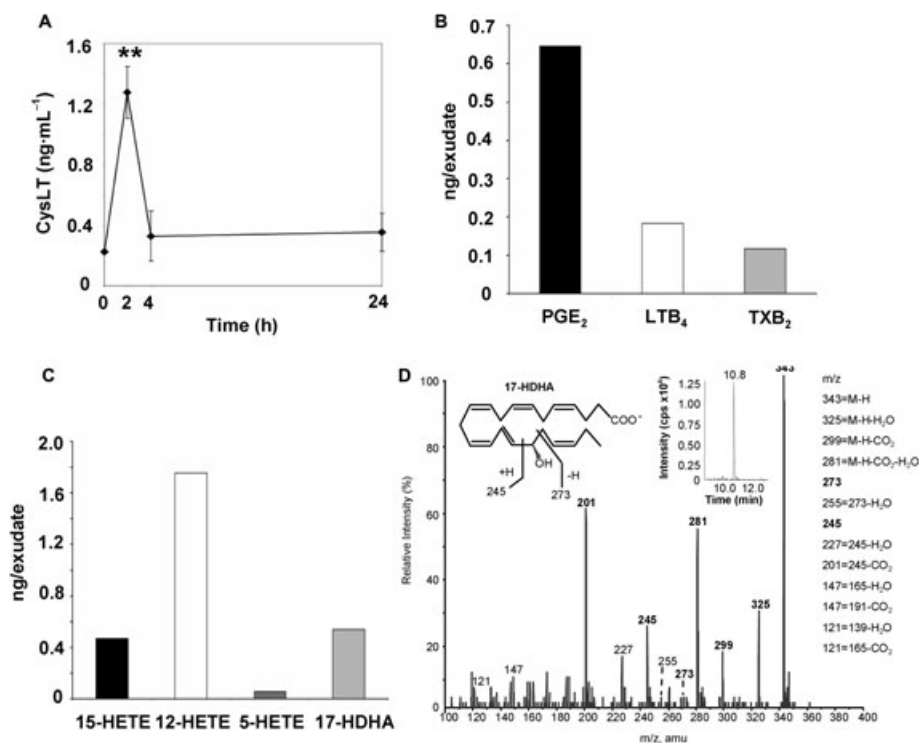 A
1.6
1.2
0.8
0.4
0
CysLT (ng·mL⁻¹)
**
0 2 4 24
Time (h)
B
0.7
0.6
0.5
0.4
0.3
0.2
0.1
0
ng/exudate
PGE₂ LTB₄ TXB₂
C
2.0
1.6
1.2
0.8
0.4
0
ng/exudate
15-HETE 12-HETE 5-HETE 17-HDHA
D
100
80
60
40
20
0
Relative Intensity (%)
17-HDHA
COO⁻
OH
+H
245
-H
273
10.8
1.25
1.00
0.75
0.50
0.25
0
10.0 12.0
Time (min)
343
201
281
245
325
299
227
255
273
121
147
100 120 140 160 180 200 220 240 260 280 300 320 340 360 380 400
m/z, amu
m/z
343=M-H
325=M-H-H₂O
299=M-H-CO₂
281=M-H-CO₂-H₂O
273
255=273-H₂O
245
227=245-H₂O
201=245-CO₂
147=165-H₂O
147=191-CO₂
121=139-H₂O
121=165-CO₂